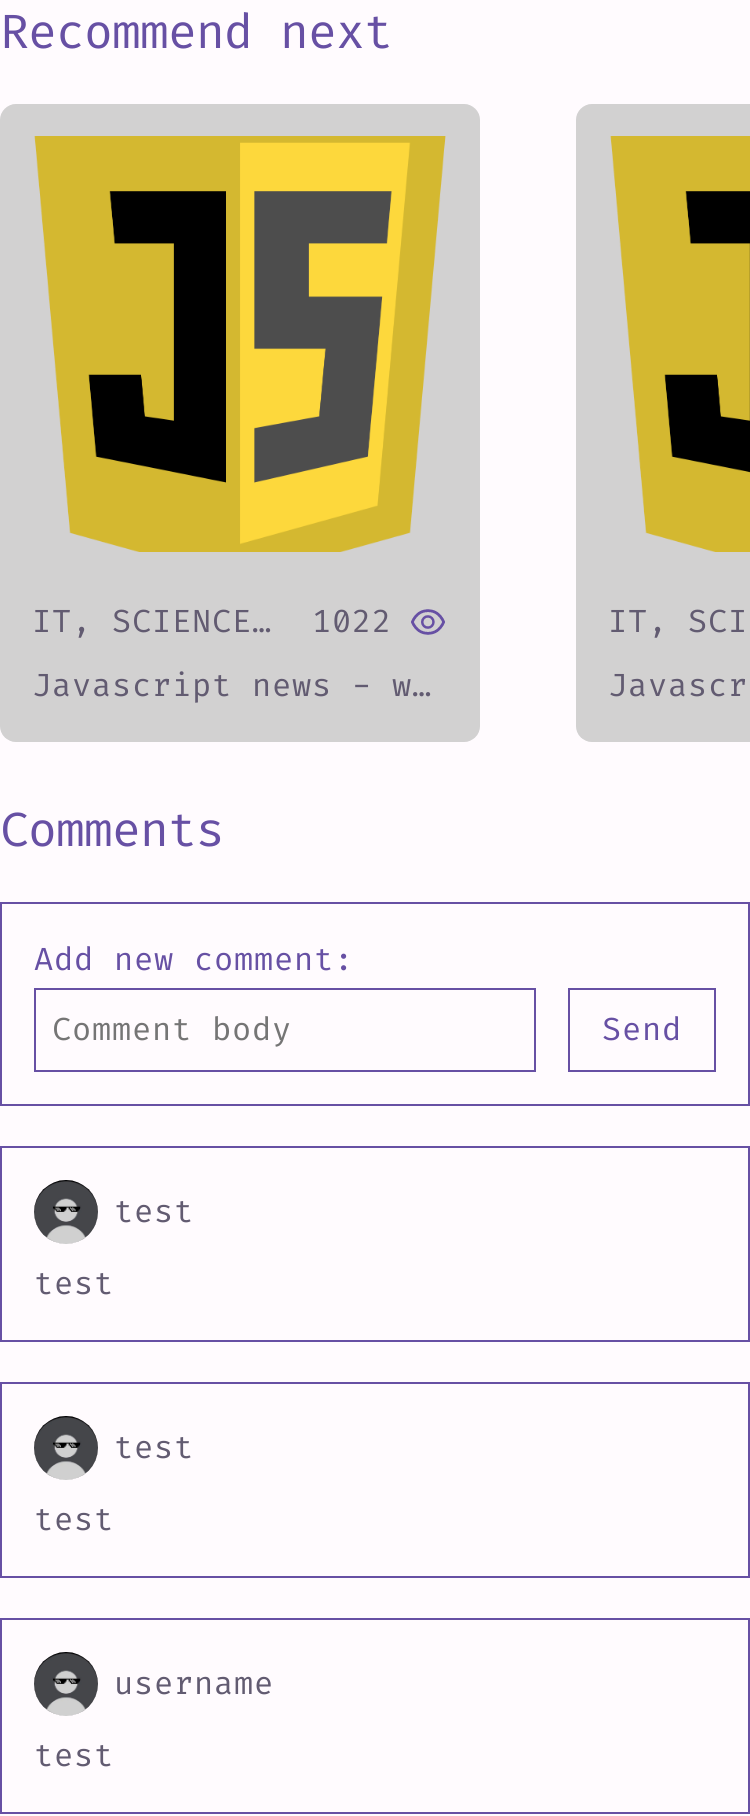 Recommend next
JS
J
IT, SCIENCE… 1022
IT, SCI
Javascript news - w…
Javascr
Comments
Add new comment:
Comment body
Send
test
test
test
test
username
test